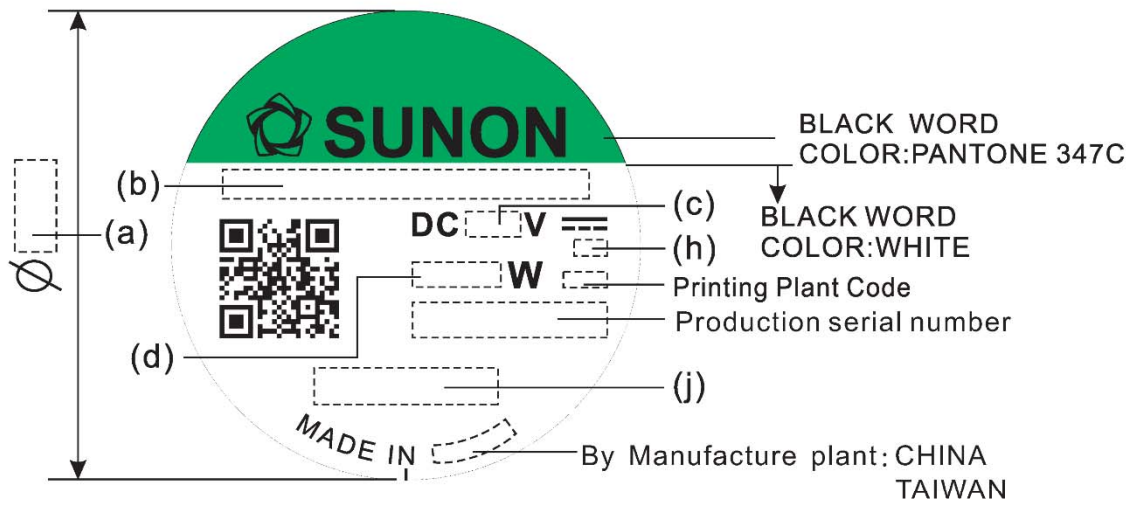 SUNON
BLACK WORD
COLOR:PANTONE 347C
(b)
(c)
DC V
BLACK WORD
COLOR:WHITE
(a)
(h)
Ø
W
Printing Plant Code
Production serial number
(d)
(j)
MADE IN
By Manufacture plant: CHINA
TAIWAN